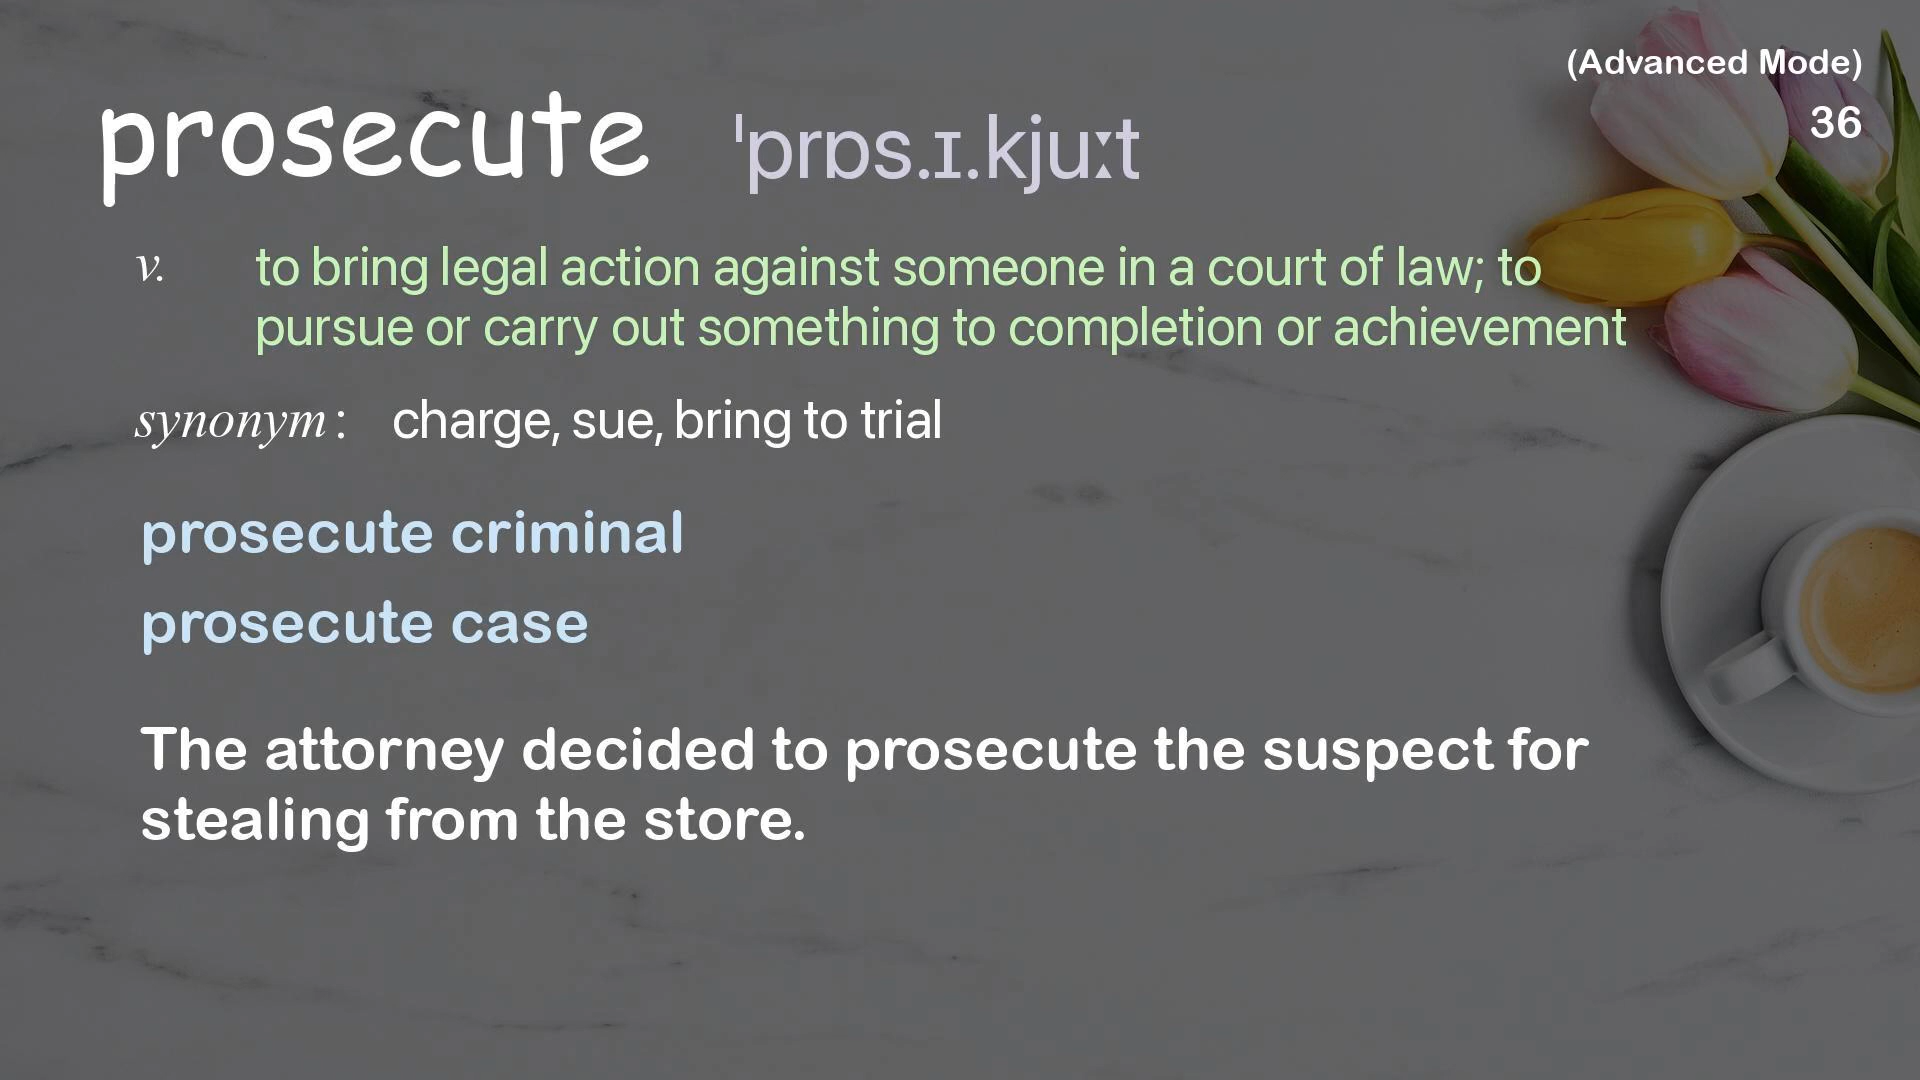 (Advanced Mode)
36
prosecute ˈprɒs.ɪ.kjuːt
v. to bring legal action against someone in a court of law; to
pursue or carry out something to completion or achievement
synonym : charge, sue, bring to trial
prosecute criminal
prosecute case
The attorney decided to prosecute the suspect for
stealing from the store.